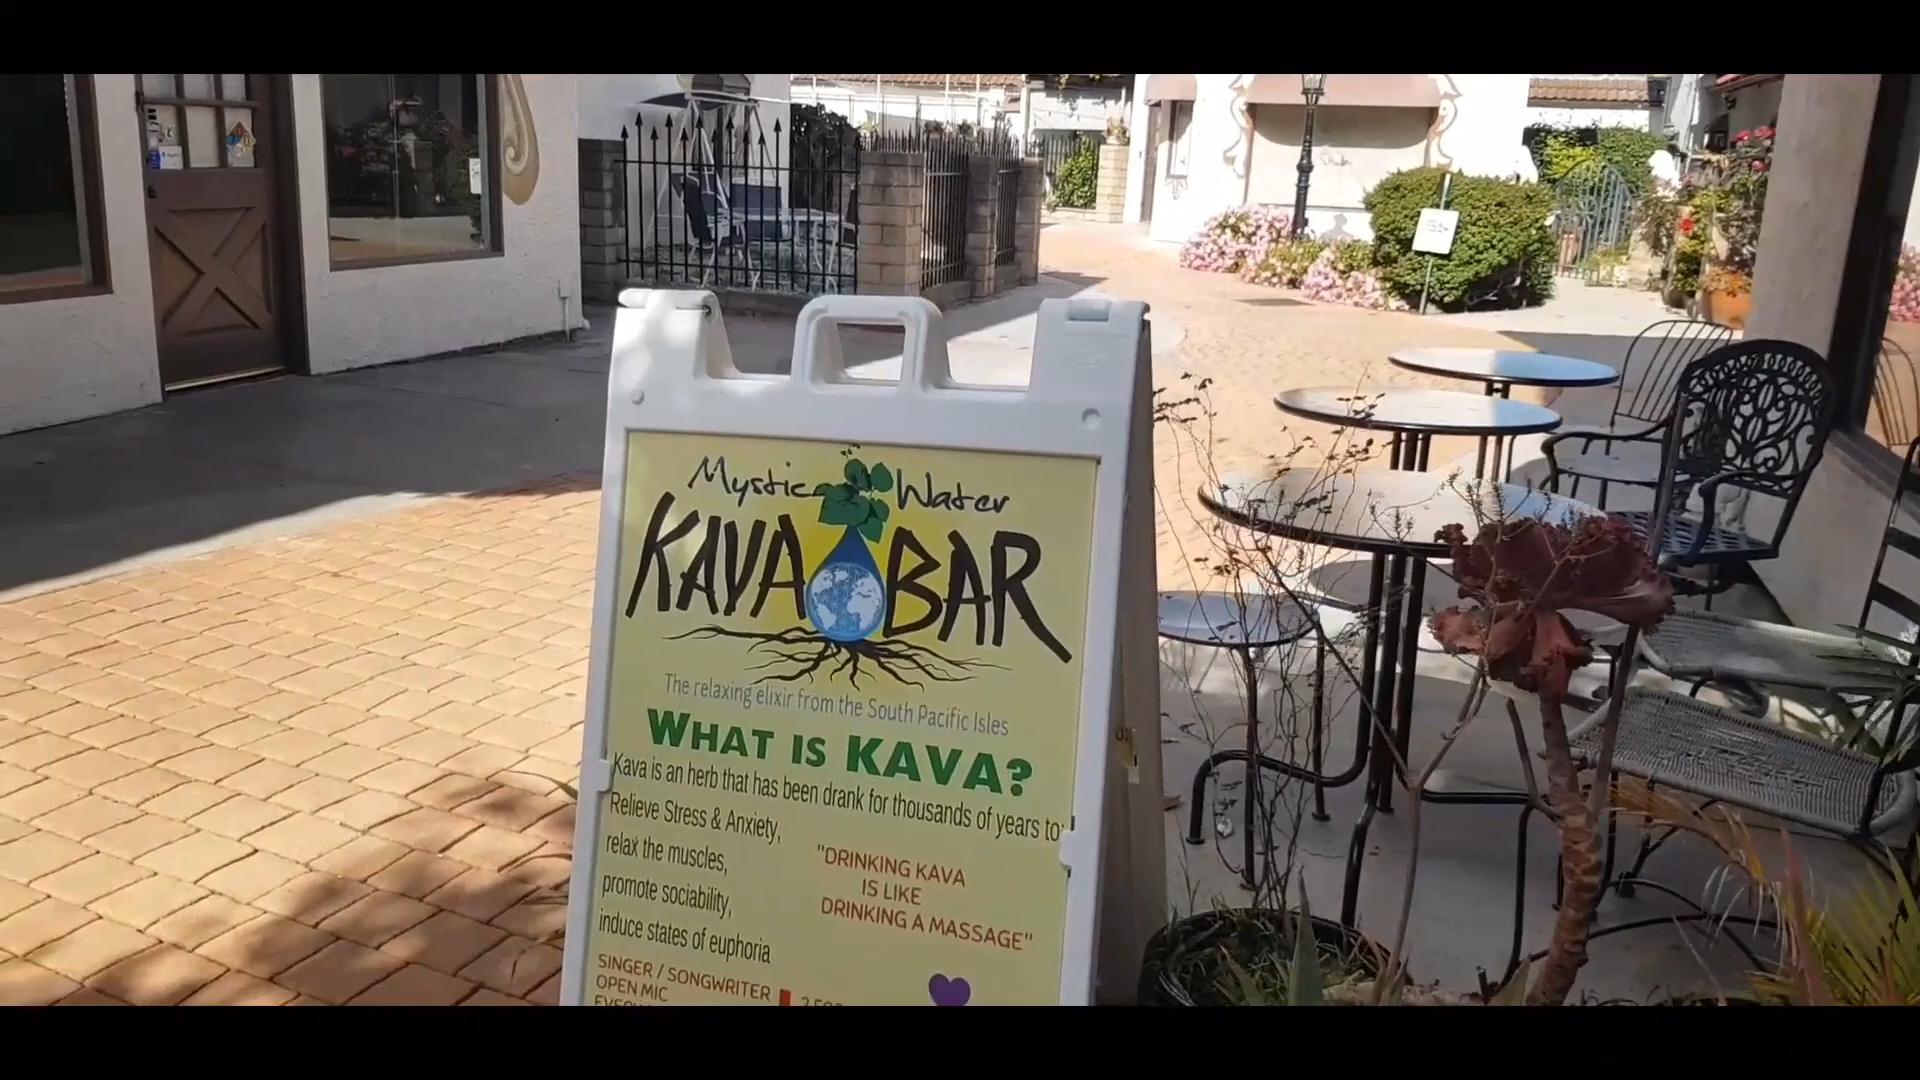 Mystic Water
KAVA BAR
The relaxing elixir from the South Pacific Isles
WHAT IS KAVA?
Kava is an herb that has been drank for thousands of years to:
Relieve Stress & Anxiety,
relax the muscles,
promote sociability,
induce states of euphoria
"DRINKING KAVA
IS LIKE
DRINKING A MASSAGE"
SINGER / SONGWRITER
OPEN MIC